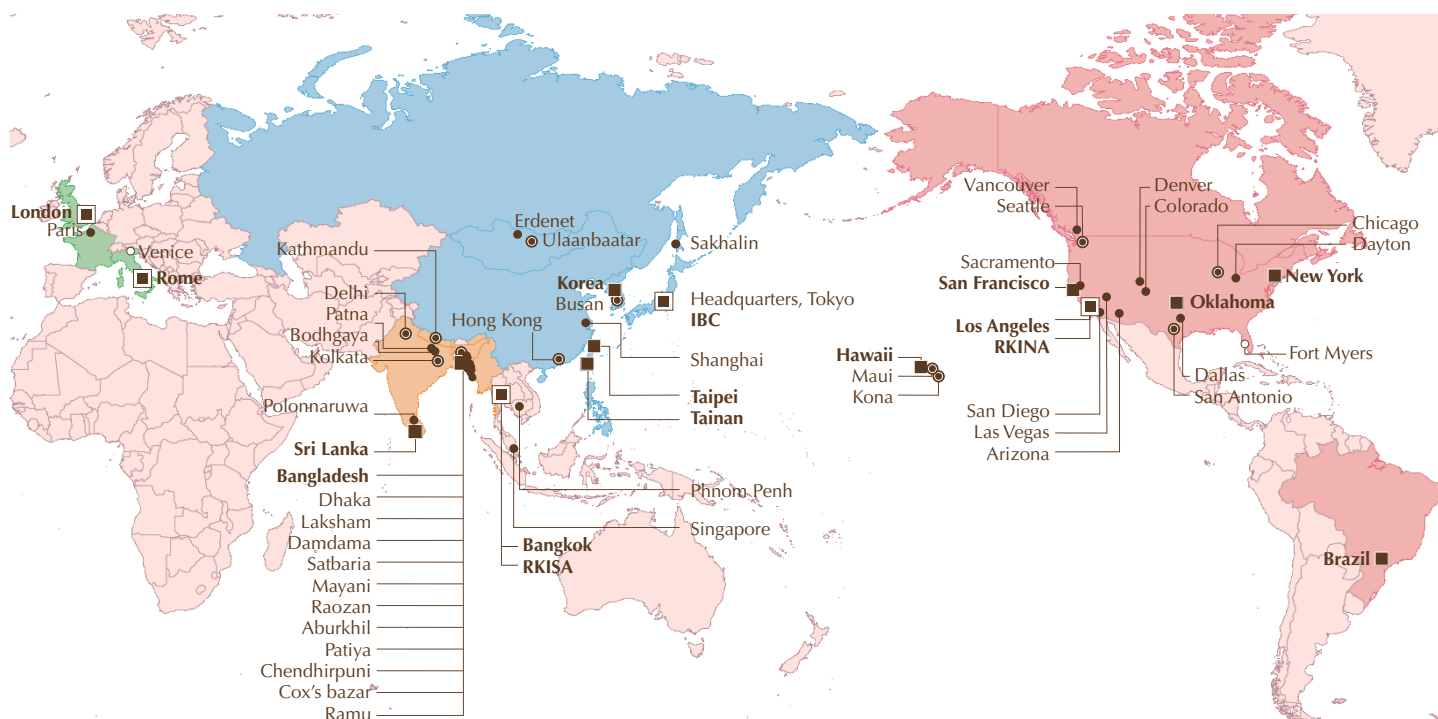 London
Paris
Venice
Rome
Kathmandu
Delhi
Patna
Bodhgaya
Kolkata
Polonnaruwa
Sri Lanka
Bangladesh
Dhaka
Laksham
Damdama
Satbaria
Mayani
Raozan
Aburkhil
Patiya
Chendhirpuni
Cox's bazar
Ramu
Erdenet
Ulaanbaatar
Sakhalin
Korea
Busan
Hong Kong
Headquarters, Tokyo
IBC
Shanghai
Taipei
Tainan
Phnom Penh
Singapore
Bangkok
RKISA
Hawaii
Maui
Kona
Vancouver
Seattle
Sacramento
San Francisco
Los Angeles
RKINA
San Diego
Las Vegas
Arizona
Denver
Colorado
Chicago
Dayton
New York
Oklahoma
Fort Myers
Dallas
San Antonio
Brazil